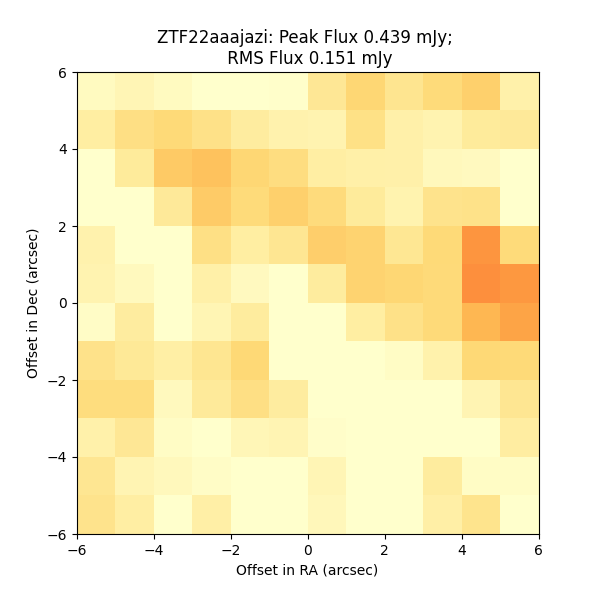 ZTF22aaajazi: Peak Flux 0.439 mJy;
RMS Flux 0.151 mJy
6
4
2
0
−2
−4
−6
Offset in Dec (arcsec)
−6 −4 −2 0 2 4 6
Offset in RA (arcsec)